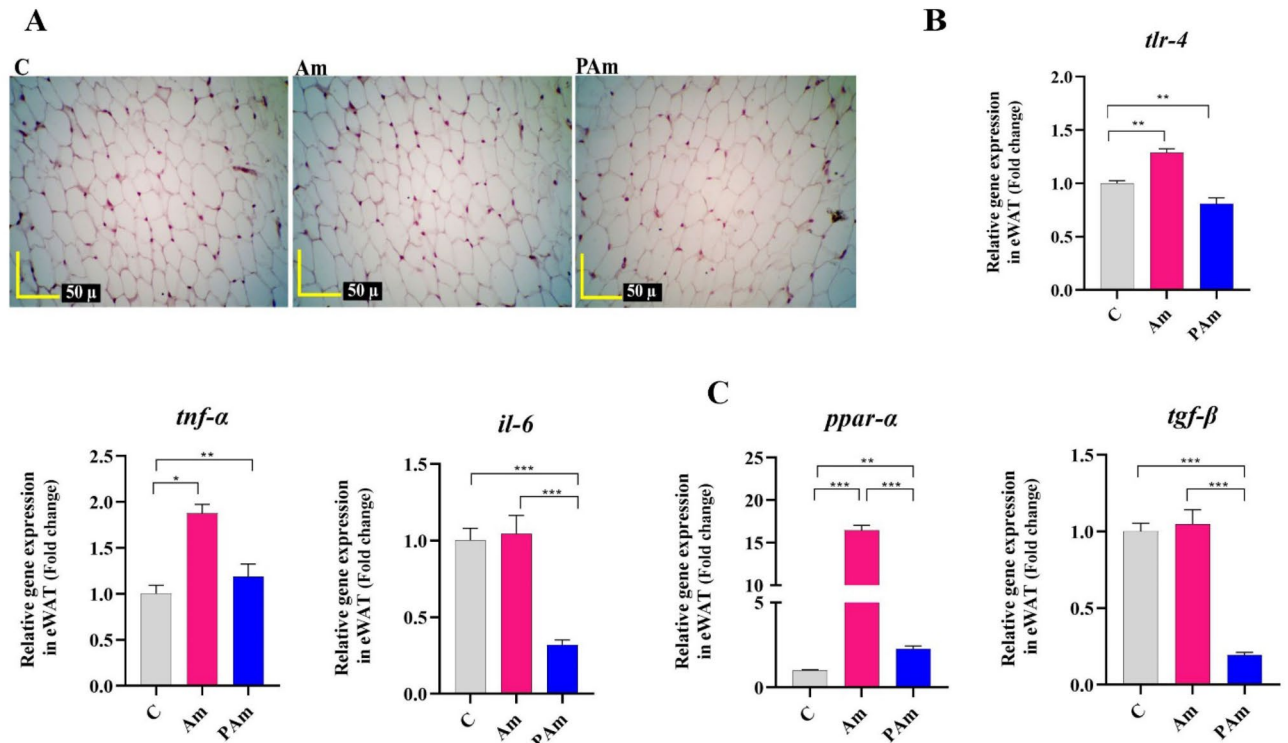 A
C
Am
PAm
50 µ
50 µ
50 µ
B
tlr-4
Relative gene expression
in eWAT (Fold change)
2.0
1.5
1.0
0.5
0.0
**
**
C
Am
PAm
tnf-α
Relative gene expression
in eWAT (Fold change)
2.5
2.0
1.5
1.0
0.5
0.0
**
*
C
Am
PAm
il-6
Relative gene expression
in eWAT (Fold change)
1.5
1.0
0.5
0.0
***
***
C
Am
PAm
C
ppar-α
Relative gene expression
in eWAT (Fold change)
25
20
15
10
5
0
**
***
***
C
Am
PAm
tgf-β
Relative gene expression
in eWAT (Fold change)
1.5
1.0
0.5
0.0
***
***
C
Am
PAm